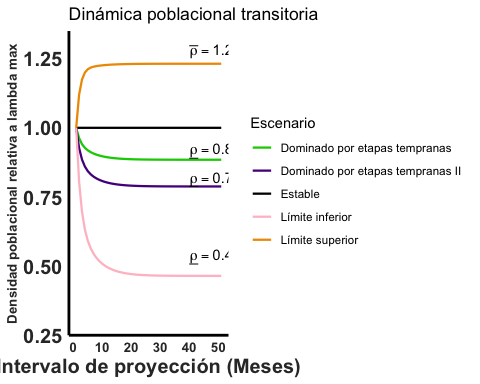 Dinámica poblacional transitoria
Densidad poblacional relativa a lambda max
1.25
1.00
0.75
0.50
0.25
ρ̅ = 1.2
ρ̲ = 0.8
ρ̲ = 0.7
ρ̲ = 0.4
0 10 20 30 40 50
Intervalo de proyección (Meses)
Escenario
Dominado por etapas tempranas
Dominado por etapas tempranas II
Estable
Límite inferior
Límite superior